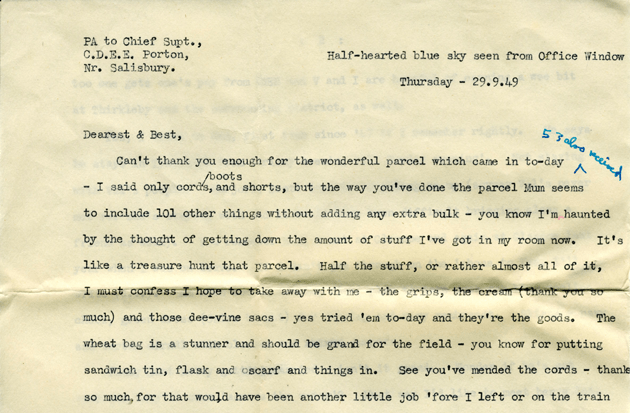 PA to Chief Supt.,
C.D.E.E. Porton,
Nr. Salisbury.
Half-hearted blue sky seen from Office Window
Thursday - 29.9.49
Dearest & Best,
53 also received
Can't thank you enough for the wonderful parcel which came in to-day
boots
- I said only cords, and shorts, but the way you've done the parcel Mum seems
to include 101 other things without adding any extra bulk - you know I'm haunted
by the thought of getting down the amount of stuff I've got in my room now. It's
like a treasure hunt that parcel. Half the stuff, or rather almost all of it,
I must confess I hope to take away with me - the grips, the cream (thank you so
much) and those dee-vine sacs - yes tried 'em to-day and they're the goods. The
wheat bag is a stunner and should be grand for the field - you know for putting
sandwich tin, flask and oscarf and things in. See you've mended the cords - thanks
so much, for that would have been another little job 'fore I left or on the train